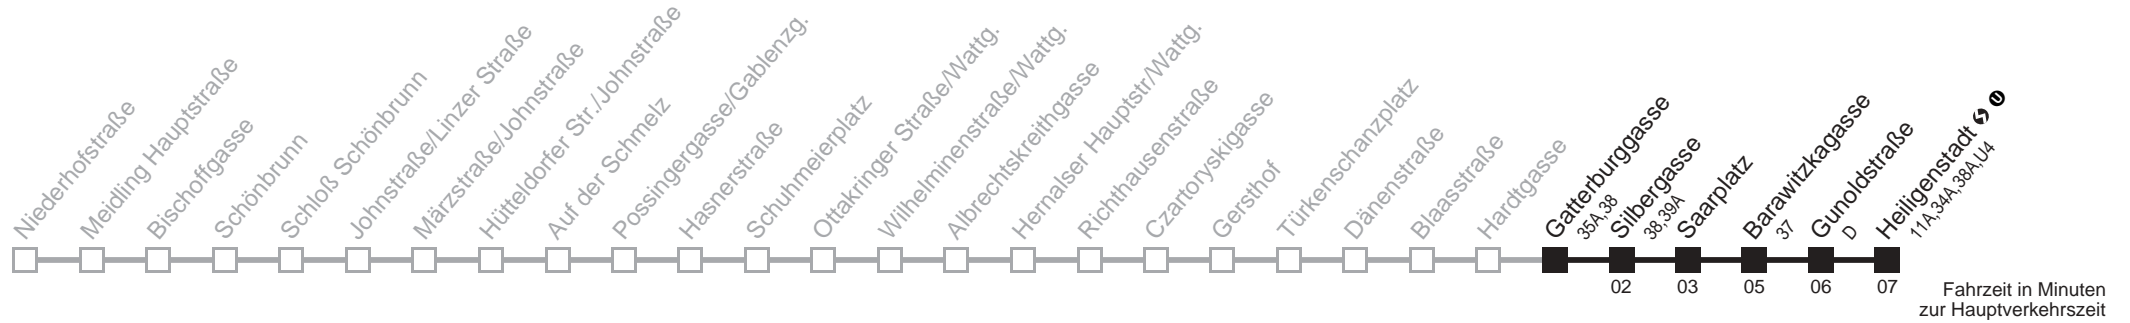 Niederhofstraße
Meidling Hauptstraße
Bischoffgasse
Schönbrunn
Schloß Schönbrunn
Johnstraße/Linzer Straße
Märzstraße/Johnstraße
Hütteldorfer Str./Johnstraße
Auf der Schmelz
Possingergasse/Gablenzg.
Hasnerstraße
Schuhmeierplatz
Ottakringer Straße/Wattg.
Wilhelminenstraße/Wattg.
Albrechtskreithgasse
Hernalser Hauptstr/Wattg.
Richthausenstraße
Czartoryskigasse
Gersthof
Türkenschanzplatz
Dänenstraße
Blaasstraße
Hardtgasse
Gatterburggasse
35A,38
Silbergasse
38,39A
Saarplatz
Barawitzkagasse
37
Gunoldstraße
D
Heiligenstadt S U
11A,34A,38A,U4
02
03
05
06
07
Fahrzeit in Minuten
zur Hauptverkehrszeit